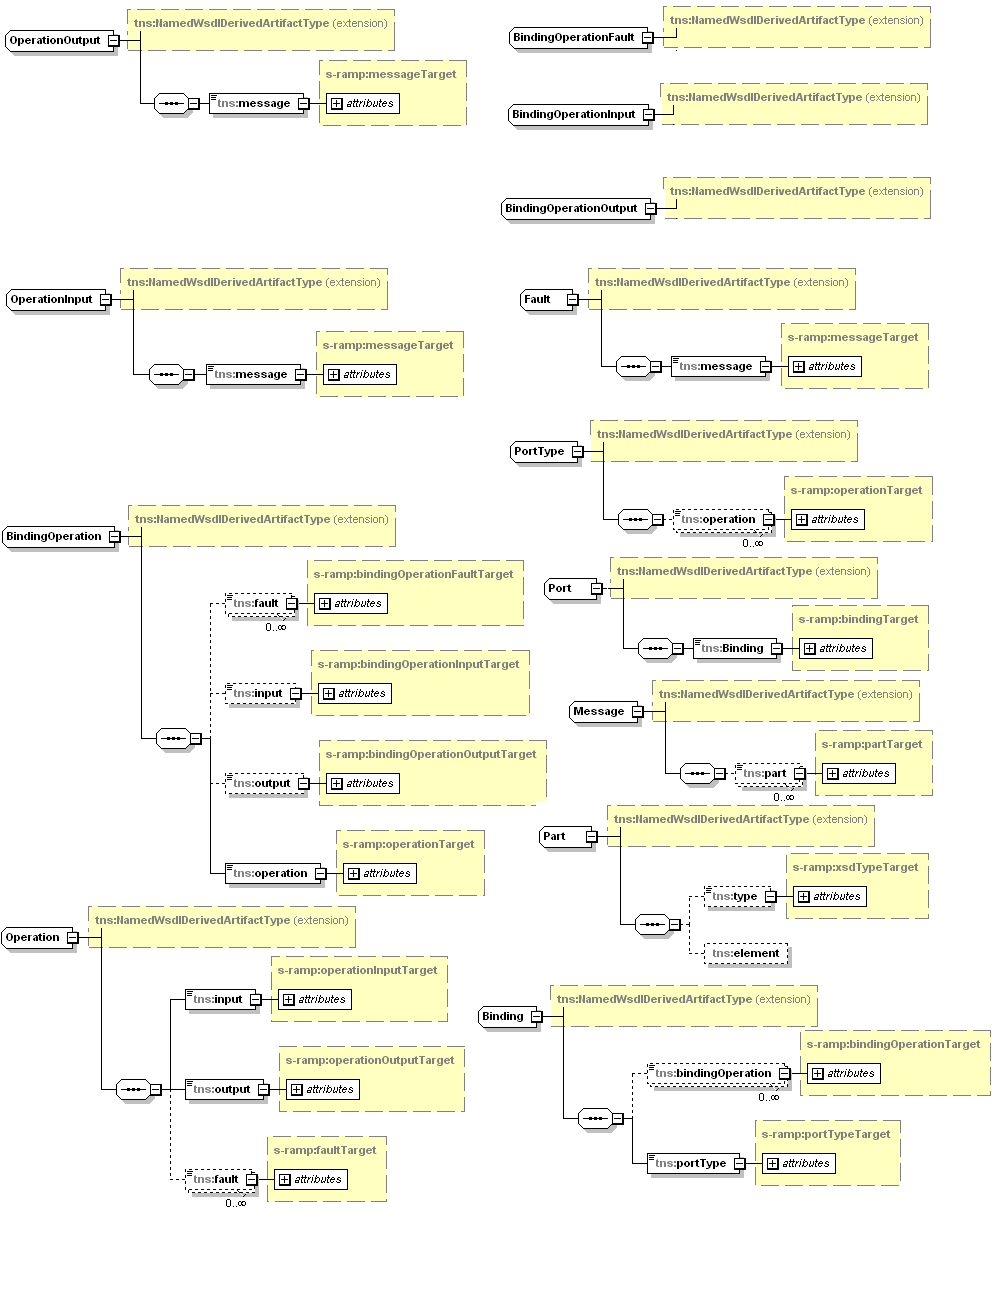 tns:NamedWsdlDerivedArtifactType (extension)
OperationOutput
s-ramp:messageTarget
tns:message
attributes
tns:NamedWsdlDerivedArtifactType (extension)
BindingOperationFault
tns:NamedWsdlDerivedArtifactType (extension)
BindingOperationInput
tns:NamedWsdlDerivedArtifactType (extension)
BindingOperationOutput
tns:NamedWsdlDerivedArtifactType (extension)
OperationInput
s-ramp:messageTarget
tns:message
attributes
tns:NamedWsdlDerivedArtifactType (extension)
Fault
s-ramp:messageTarget
tns:message
attributes
tns:NamedWsdlDerivedArtifactType (extension)
PortType
s-ramp:operationTarget
tns:operation
attributes
0..∞
tns:NamedWsdlDerivedArtifactType (extension)
BindingOperation
s-ramp:bindingOperationFaultTarget
tns:fault
attributes
0..∞
s-ramp:bindingOperationInputTarget
tns:input
attributes
s-ramp:bindingOperationOutputTarget
tns:output
attributes
s-ramp:operationTarget
tns:operation
attributes
tns:NamedWsdlDerivedArtifactType (extension)
Port
s-ramp:bindingTarget
tns:Binding
attributes
tns:NamedWsdlDerivedArtifactType (extension)
Message
s-ramp:partTarget
tns:part
attributes
0..∞
tns:NamedWsdlDerivedArtifactType (extension)
Part
s-ramp:xsdTypeTarget
tns:type
attributes
tns:element
tns:NamedWsdlDerivedArtifactType (extension)
Operation
s-ramp:operationInputTarget
tns:input
attributes
s-ramp:operationOutputTarget
tns:output
attributes
s-ramp:faultTarget
tns:fault
attributes
0..∞
tns:NamedWsdlDerivedArtifactType (extension)
Binding
s-ramp:bindingOperationTarget
tns:bindingOperation
attributes
0..∞
s-ramp:portTypeTarget
tns:portType
attributes